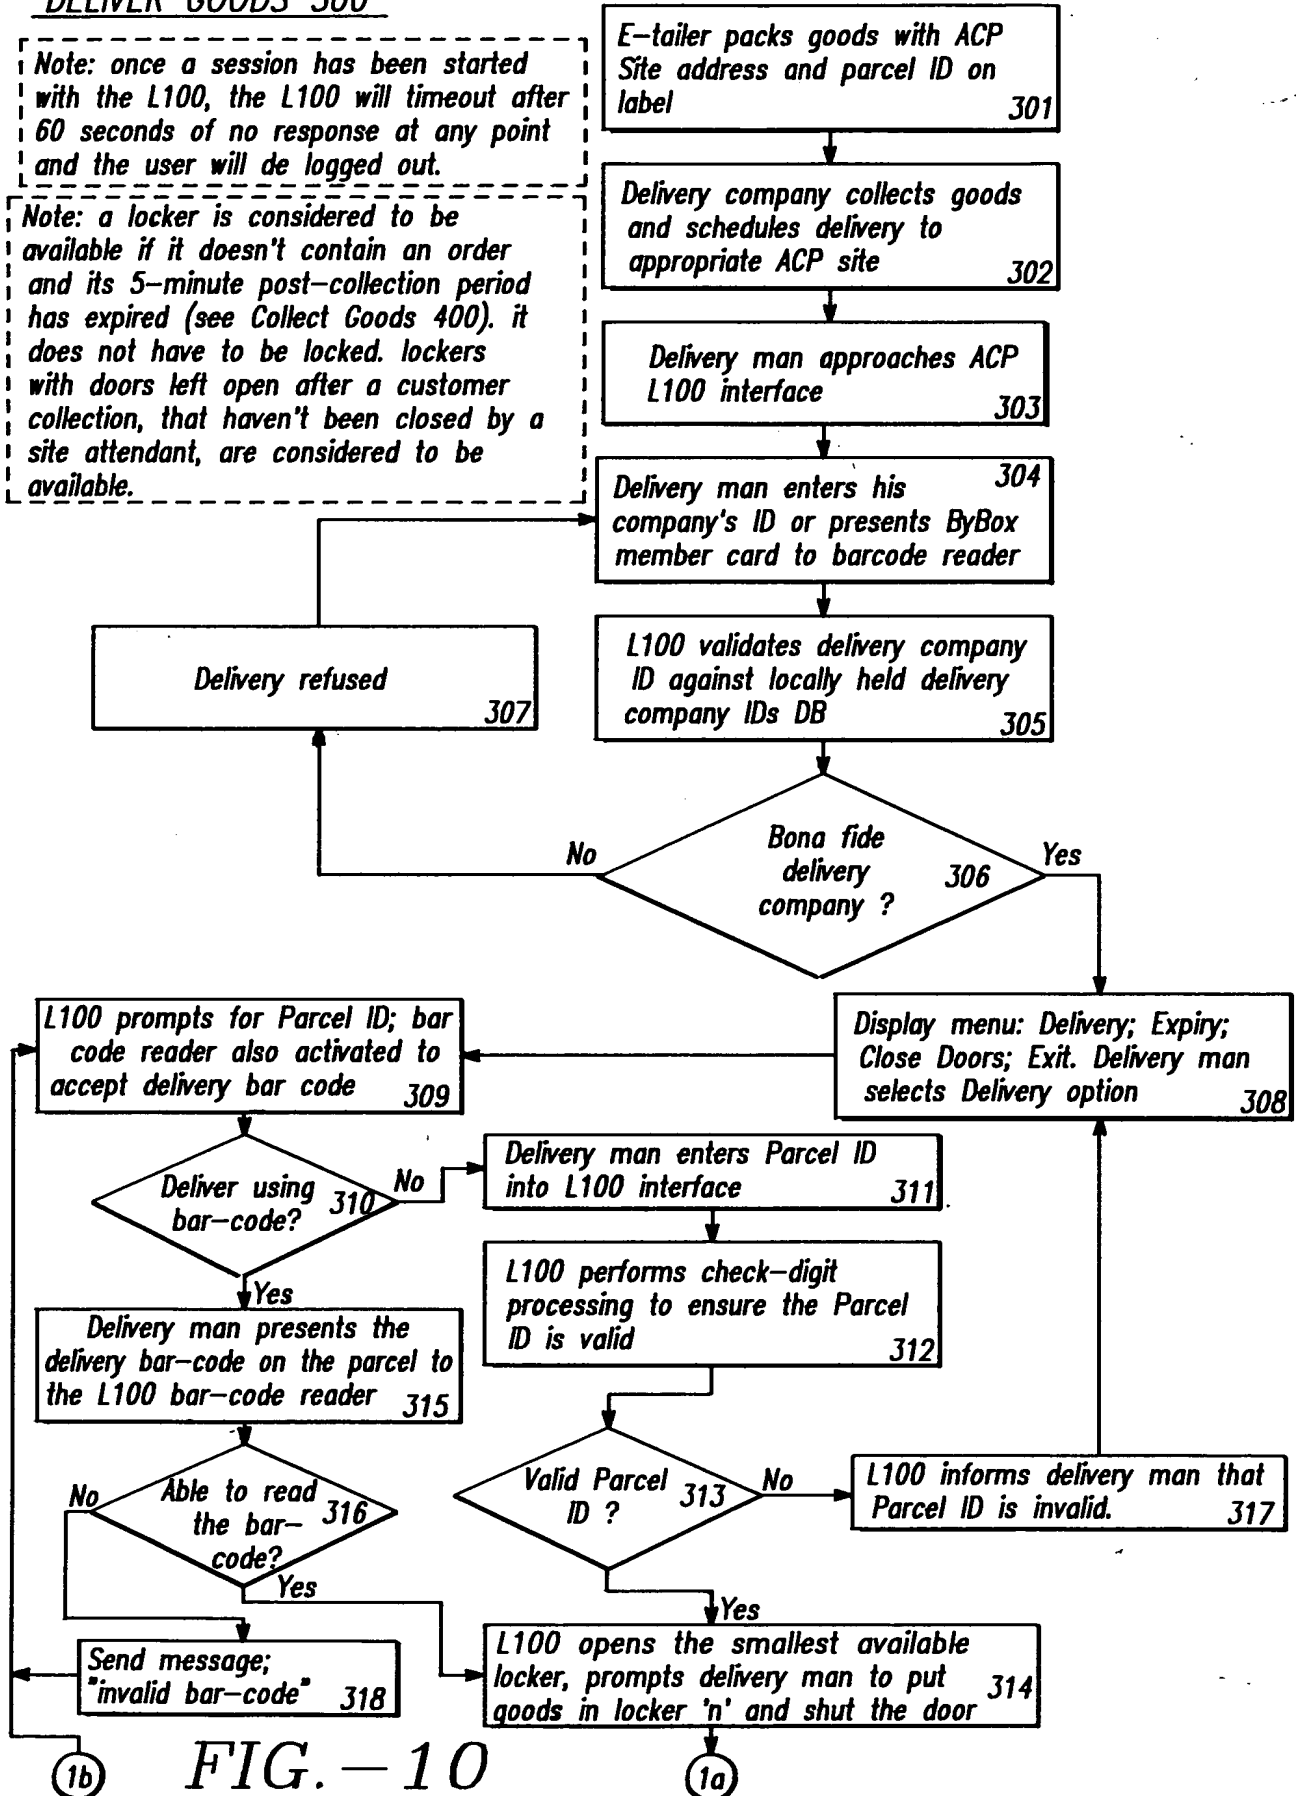 DELIVER GOODS 300
Note: once a session has been started
with the L100, the L100 will timeout after
60 seconds of no response at any point
and the user will de logged out.
Note: a locker is considered to be
available if it doesn't contain an order
and its 5-minute post-collection period
has expired (see Collect Goods 400). it
does not have to be locked. lockers
with doors left open after a customer
collection, that haven't been closed by a
site attendant, are considered to be
available.
E-tailer packs goods with ACP
Site address and parcel ID on
label
301
Delivery company collects goods
and schedules delivery to
appropriate ACP site
302
Delivery man approaches ACP
L100 interface
303
304
Delivery man enters his
company's ID or presents ByBox
member card to barcode reader
L100 validates delivery company
ID against locally held delivery
company IDs DB
305
Delivery refused
307
No
Bona fide
delivery
company ?
306
Yes
L100 prompts for Parcel ID; bar
code reader also activated to
accept delivery bar code
309
Display menu: Delivery; Expiry;
Close Doors; Exit. Delivery man
selects Delivery option
308
Deliver using
bar-code?
310
No
Yes
Delivery man enters Parcel ID
into L100 interface
311
L100 performs check-digit
processing to ensure the Parcel
ID is valid
312
Delivery man presents the
delivery bar-code on the parcel to
the L100 bar-code reader
315
No
Able to read
the bar-
code?
316
Yes
Valid Parcel
ID ?
313
No
Yes
L100 informs delivery man that
Parcel ID is invalid.
317
Send message;
"invalid bar-code"
318
L100 opens the smallest available
locker, prompts delivery man to put
goods in locker 'n' and shut the door
314
1b
FIG.-10
1a